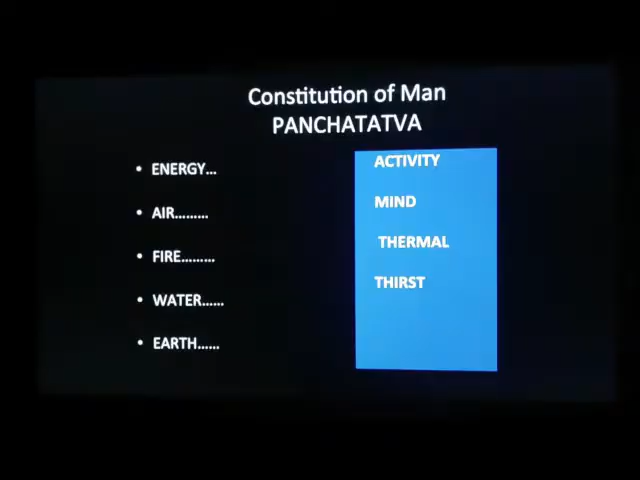 Constitution of Man
PANCHATATVA
• ENERGY...
• AIR.........
• FIRE.........
• WATER......
• EARTH......
ACTIVITY
MIND
THERMAL
THIRST